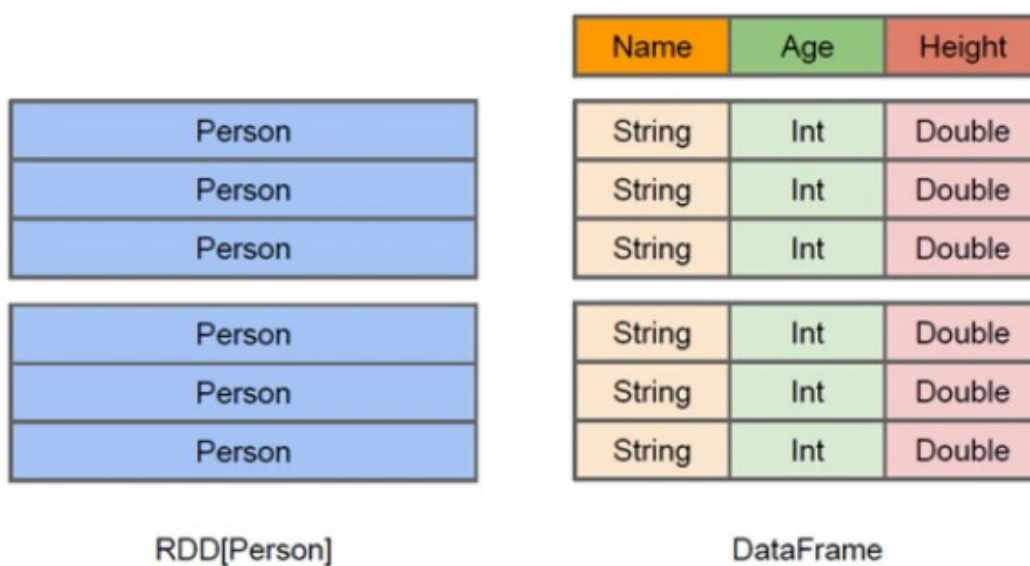 Name Age Height
Person String Int Double
Person String Int Double
Person String Int Double
Person String Int Double
Person String Int Double
Person String Int Double
RDD[Person] DataFrame